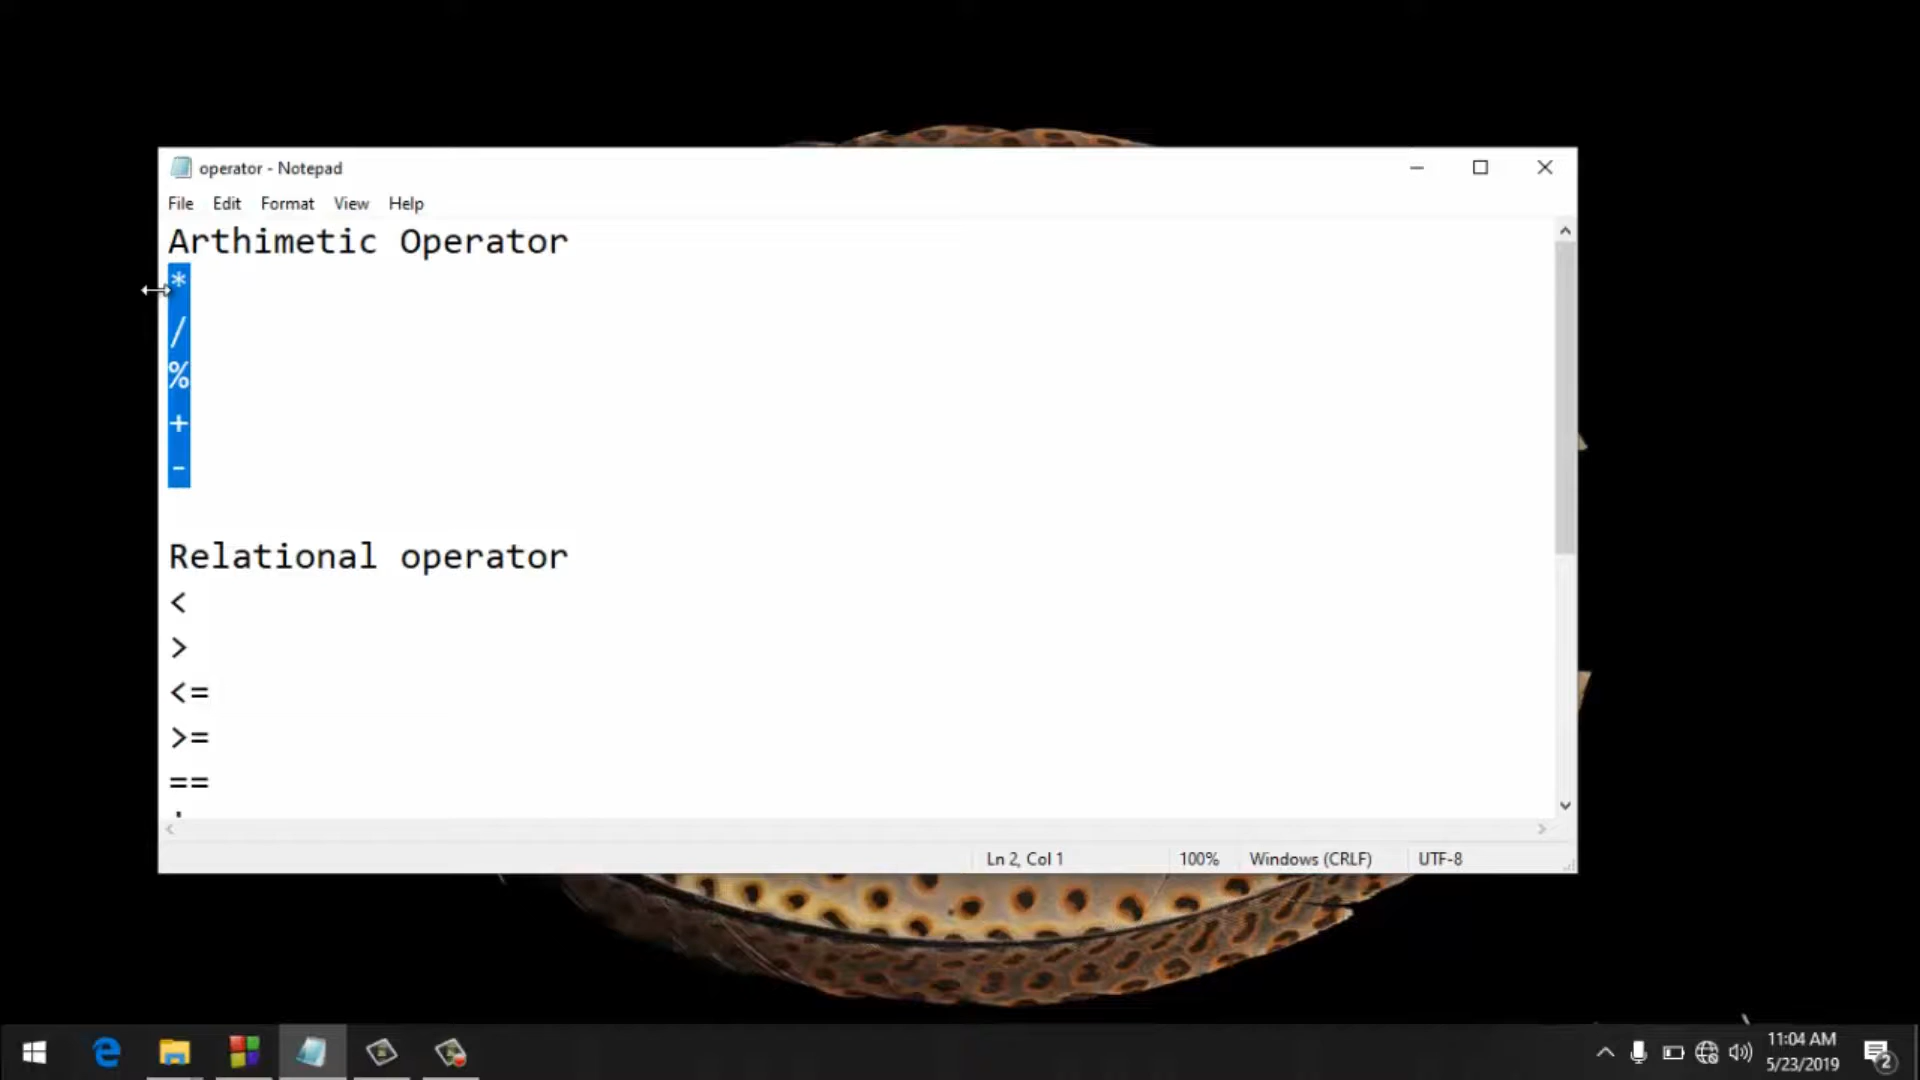 operator - Notepad
File Edit Format View Help
Arthimetic Operator
*
/
%
+
-
Relational operator
<
>
<=
>=
==
Ln 2, Col 1 100% Windows (CRLF) UTF-8
11:04 AM
5/23/2019
2